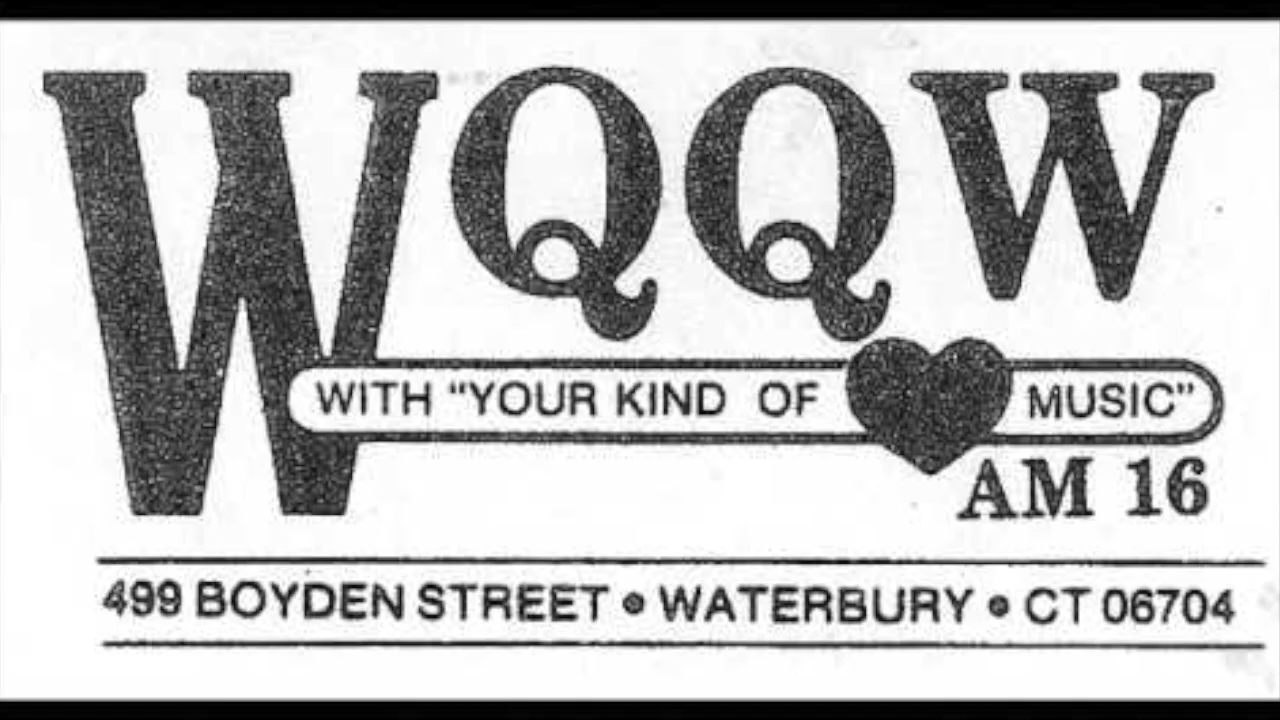 WQQW
WITH “YOUR KIND OF MUSIC”
AM 16
499 BOYDEN STREET • WATERBURY • CT 06704